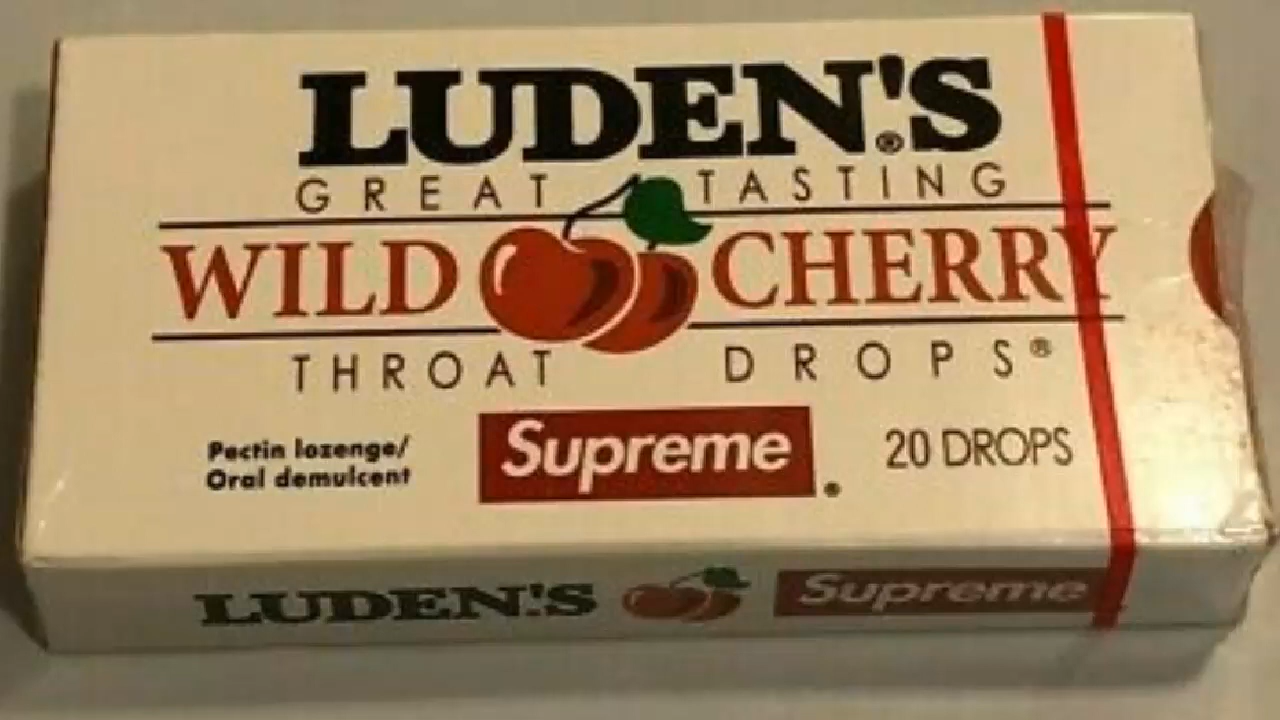 LUDEN'S®
GREAT TASTING
WILD CHERRY
THROAT DROPS®
Pectin lozenge/
Oral demulcent
Supreme
20 DROPS
LUDEN'S Supreme